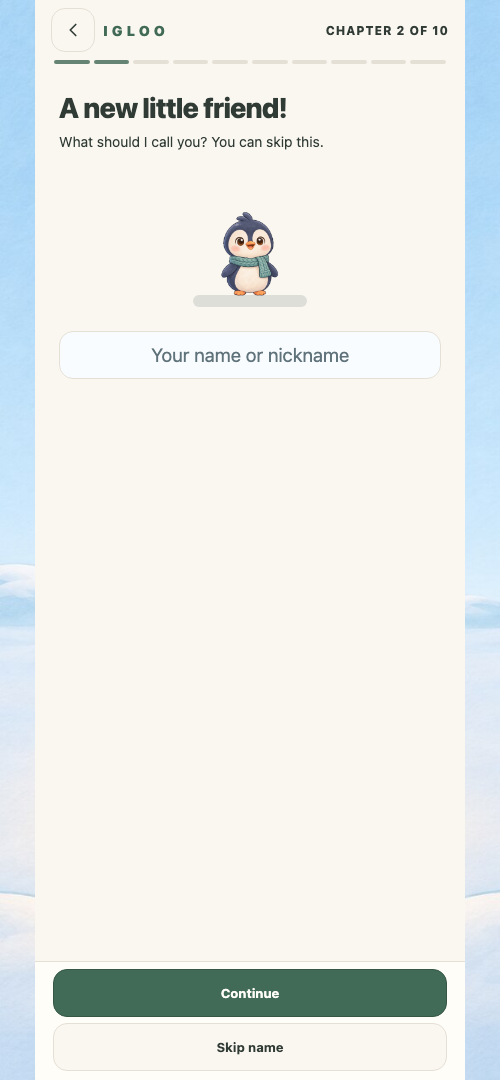 IGLOO
CHAPTER 2 OF 10
A new little friend!
What should I call you? You can skip this.
Your name or nickname
Continue
Skip name